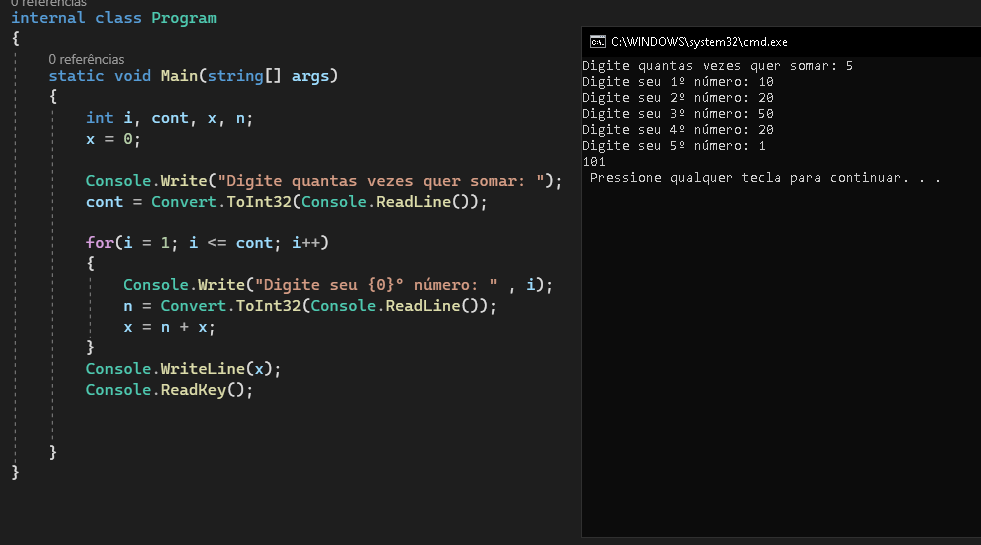 0 referências
internal class Program
{
0 referências
static void Main(string[] args)
{
int i, cont, x, n;
x = 0;
Console.Write("Digite quantas vezes quer somar: ");
cont = Convert.ToInt32(Console.ReadLine());
for(i = 1; i <= cont; i++)
{
Console.Write("Digite seu {0}° número: " , i);
n = Convert.ToInt32(Console.ReadLine());
x = n + x;
}
Console.WriteLine(x);
Console.ReadKey();
}
}
C:\WINDOWS\system32\cmd.exe
Digite quantas vezes quer somar: 5
Digite seu 1º número: 10
Digite seu 2º número: 20
Digite seu 3º número: 50
Digite seu 4º número: 20
Digite seu 5º número: 1
101
Pressione qualquer tecla para continuar. . .